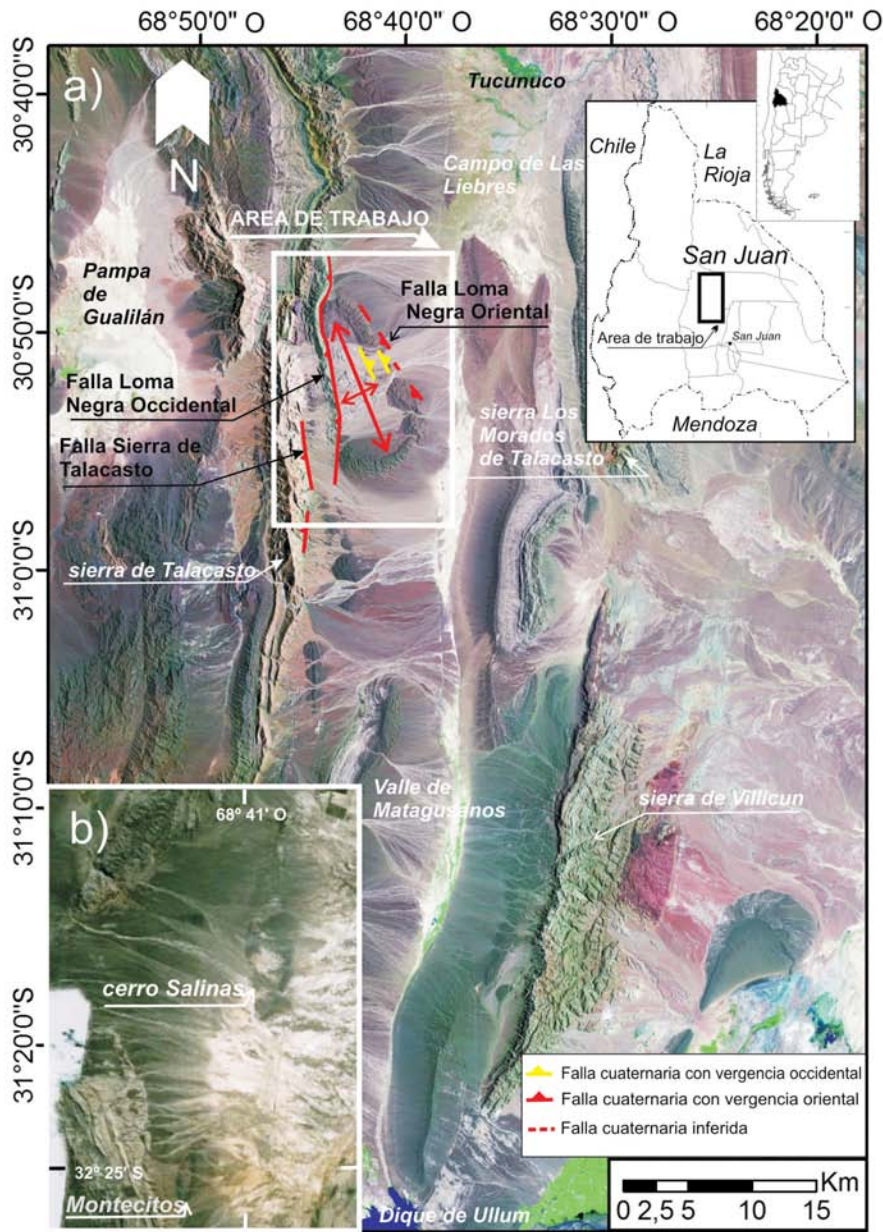 68°50'0" O
68°40'0" O
68°30'0" O
68°20'0" O
30°40'0"S
30°50'0"S
31°0'0"S
31°10'0"S
31°20'0"S
a)
N
Tucunuco
Campo de Las
Liebres
AREA DE TRABAJO
Pampa
de
Gualilán
Falla Loma
Negra Oriental
Falla Loma
Negra Occidental
Falla Sierra de
Talacasto
sierra de Talacasto
sierra Los
Morados
de Talacasto
Chile
La
Rioja
San Juan
Area de trabajo
San Juan
Mendoza
Valle de
Matagusanos
sierra de Villicun
b)
68° 41' O
cerro Salinas
32° 25' S
Montecitos
Dique de Ullum
Falla cuaternaria con vergencia occidental
Falla cuaternaria con vergencia oriental
Falla cuaternaria inferida
Km
0 2,5 5 10 15